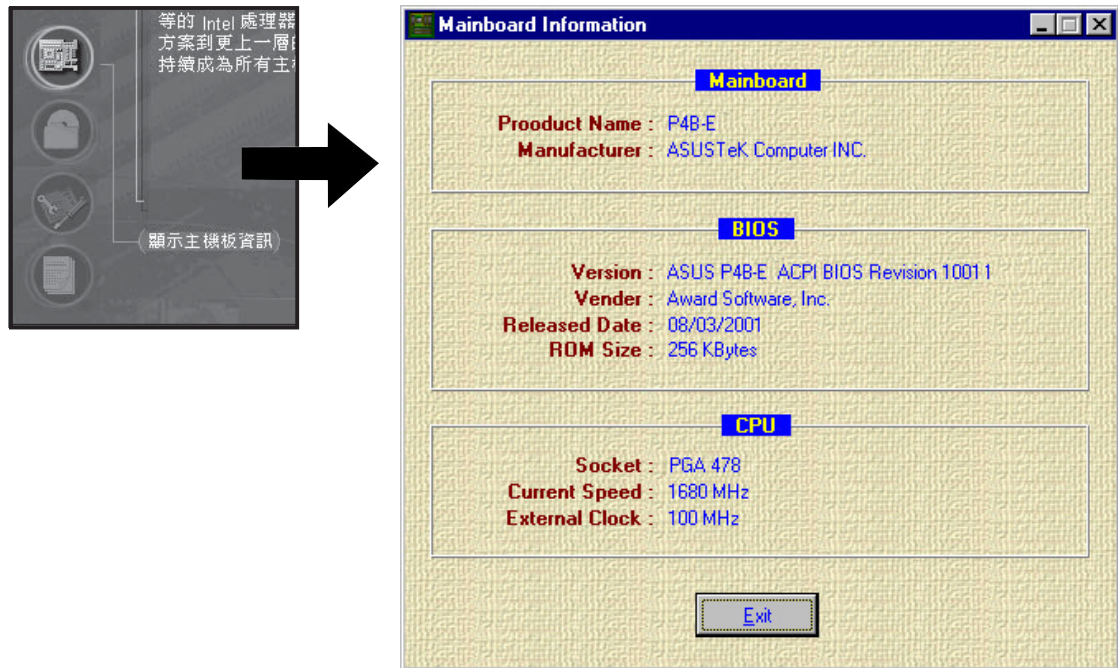 等的 Intel 處理器
方案到更上一層
持續成為所有主
顯示主機板資訊
Mainboard Information
Mainboard
Prooduct Name : P4B-E
Manufacturer : ASUSTeK Computer INC.
BIOS
Version : ASUS P4B-E ACPI BIOS Revision 10011
Vender : Award Software, Inc.
Released Date : 08/03/2001
ROM Size : 256 KBytes
CPU
Socket : PGA 478
Current Speed : 1680 MHz
External Clock : 100 MHz
Exit